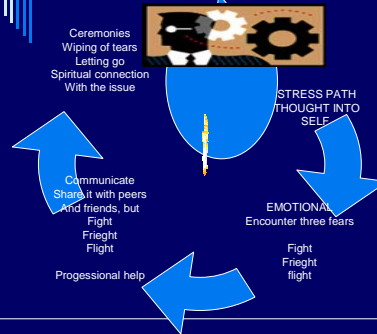 Ceremonies
Wiping of tears
Letting go
Spiritual connection
With the issue
STRESS PATH
THOUGHT INTO
SELF
EMOTIONAL
Encounter three fears
Fight
Frieght
flight
Communicate
Share it with peers
And friends, but
Fight
Frieght
Flight
Progessional help